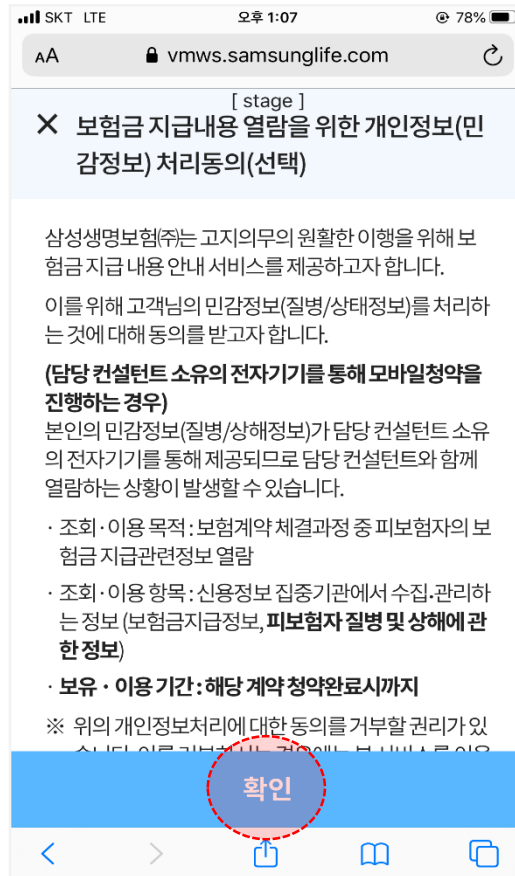 SKT LTE 오후 1:07 78%
AA vmws.samsunglife.com
[ stage ]
보험금 지급내용 열람을 위한 개인정보(민
감정보) 처리동의(선택)
삼성생명보험㈜는 고지의무의 원활한 이행을 위해 보
험금 지급 내용 안내 서비스를 제공하고자 합니다.
이를 위해 고객님의 민감정보(질병/상태정보)를 처리하
는 것에 대해 동의를 받고자 합니다.
(담당 컨설턴트 소유의 전자기기를 통해 모바일청약을
진행하는 경우)
본인의 민감정보(질병/상해정보)가 담당 컨설턴트 소유
의 전자기기를 통해 제공되므로 담당 컨설턴트와 함께
열람하는 상황이 발생할 수 있습니다.
· 조회·이용 목적 : 보험계약 체결과정 중 피보험자의 보
험금 지급관련정보 열람
· 조회·이용 항목 : 신용정보 집중기관에서 수집·관리하
는 정보 (보험금지급정보, 피보험자 질병 및 상해에 관
한 정보)
· 보유 · 이용 기간 : 해당 계약 청약완료시까지
※ 위의 개인정보처리에 대한 동의를 거부할 권리가 있
확인